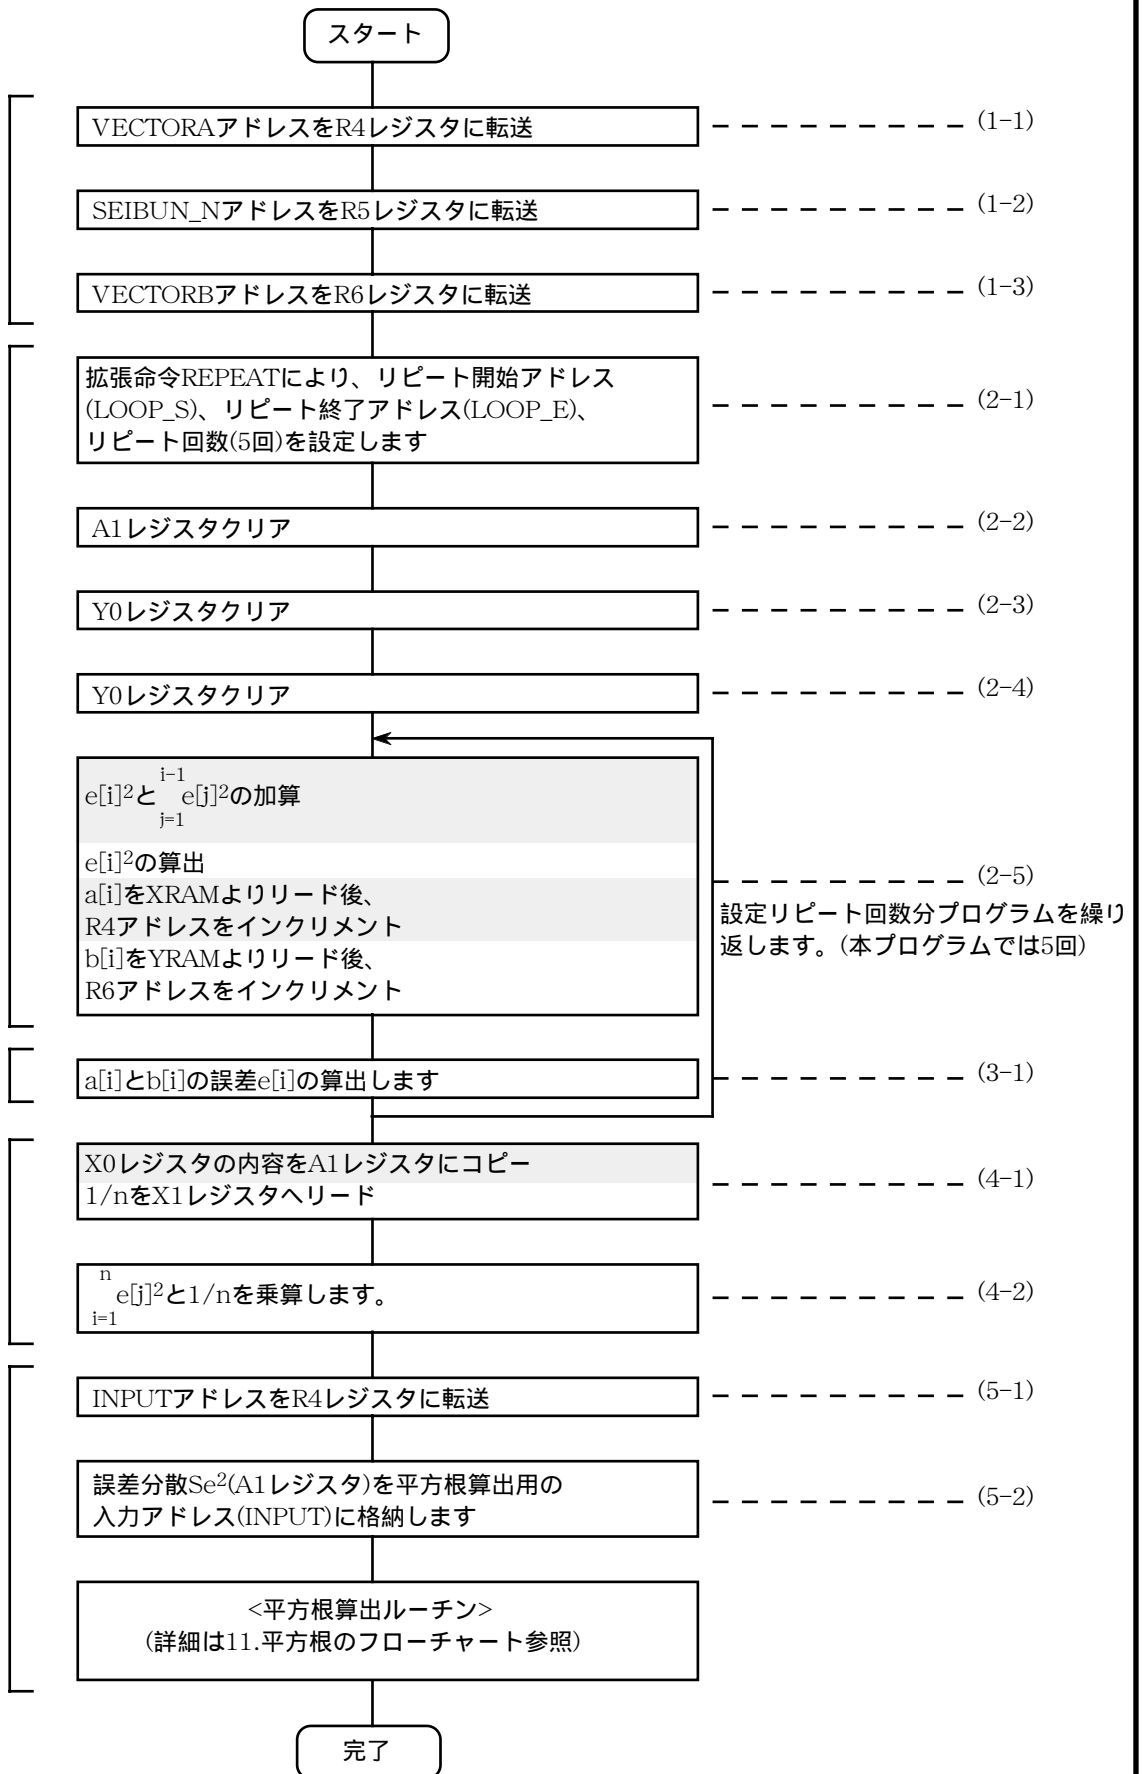 スタート
VECTORAアドレスをR4レジスタに転送
(1-1)
SEIBUN_NアドレスをR5レジスタに転送
(1-2)
VECTORBアドレスをR6レジスタに転送
(1-3)
拡張命令REPEATにより、リピート開始アドレス
(LOOP_S)、リピート終了アドレス(LOOP_E)、
リピート回数(5回)を設定します
(2-1)
A1レジスタクリア
(2-2)
Y0レジスタクリア
(2-3)
Y0レジスタクリア
(2-4)
i-1
e[i]2と e[j]2の加算
j=1
e[i]2の算出
a[i]をXRAMよりリード後、
R4アドレスをインクリメント
b[i]をYRAMよりリード後、
R6アドレスをインクリメント
(2-5)
設定リピート回数分プログラムを繰り
返します。(本プログラムでは5回)
a[i]とb[i]の誤差e[i]の算出します
(3-1)
X0レジスタの内容をA1レジスタにコピー
1/nをX1レジスタへリード
(4-1)
n
e[j]2と1/nを乗算します。
i=1
(4-2)
INPUTアドレスをR4レジスタに転送
(5-1)
誤差分散Se2(A1レジスタ)を平方根算出用の
入力アドレス(INPUT)に格納します
(5-2)
<平方根算出ルーチン>
(詳細は11.平方根のフローチャート参照)
完了